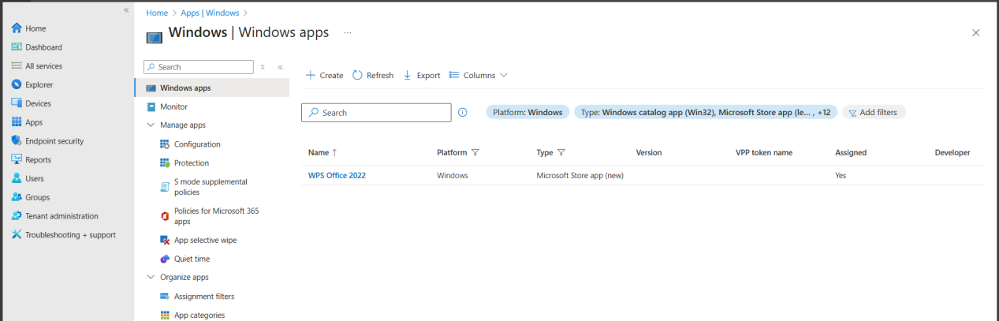 «
Home
Dashboard
All services
Explorer
Devices
Apps
Endpoint security
Reports
Users
Groups
Tenant administration
Troubleshooting + support
Home > Apps | Windows >
Windows | Windows apps ...
Search
«
Windows apps
Monitor
Manage apps
Configuration
Protection
S mode supplemental
policies
Policies for Microsoft 365
apps
App selective wipe
Quiet time
Organize apps
Assignment filters
App categories
Create Refresh Export Columns
Search
Platform: Windows
Type: Windows catalog app (Win32), Microsoft Store app (le... , +12
Add filters
Name ↑ Platform Type Version VPP token name Assigned Developer
WPS Office 2022 Windows Microsoft Store app (new) Yes